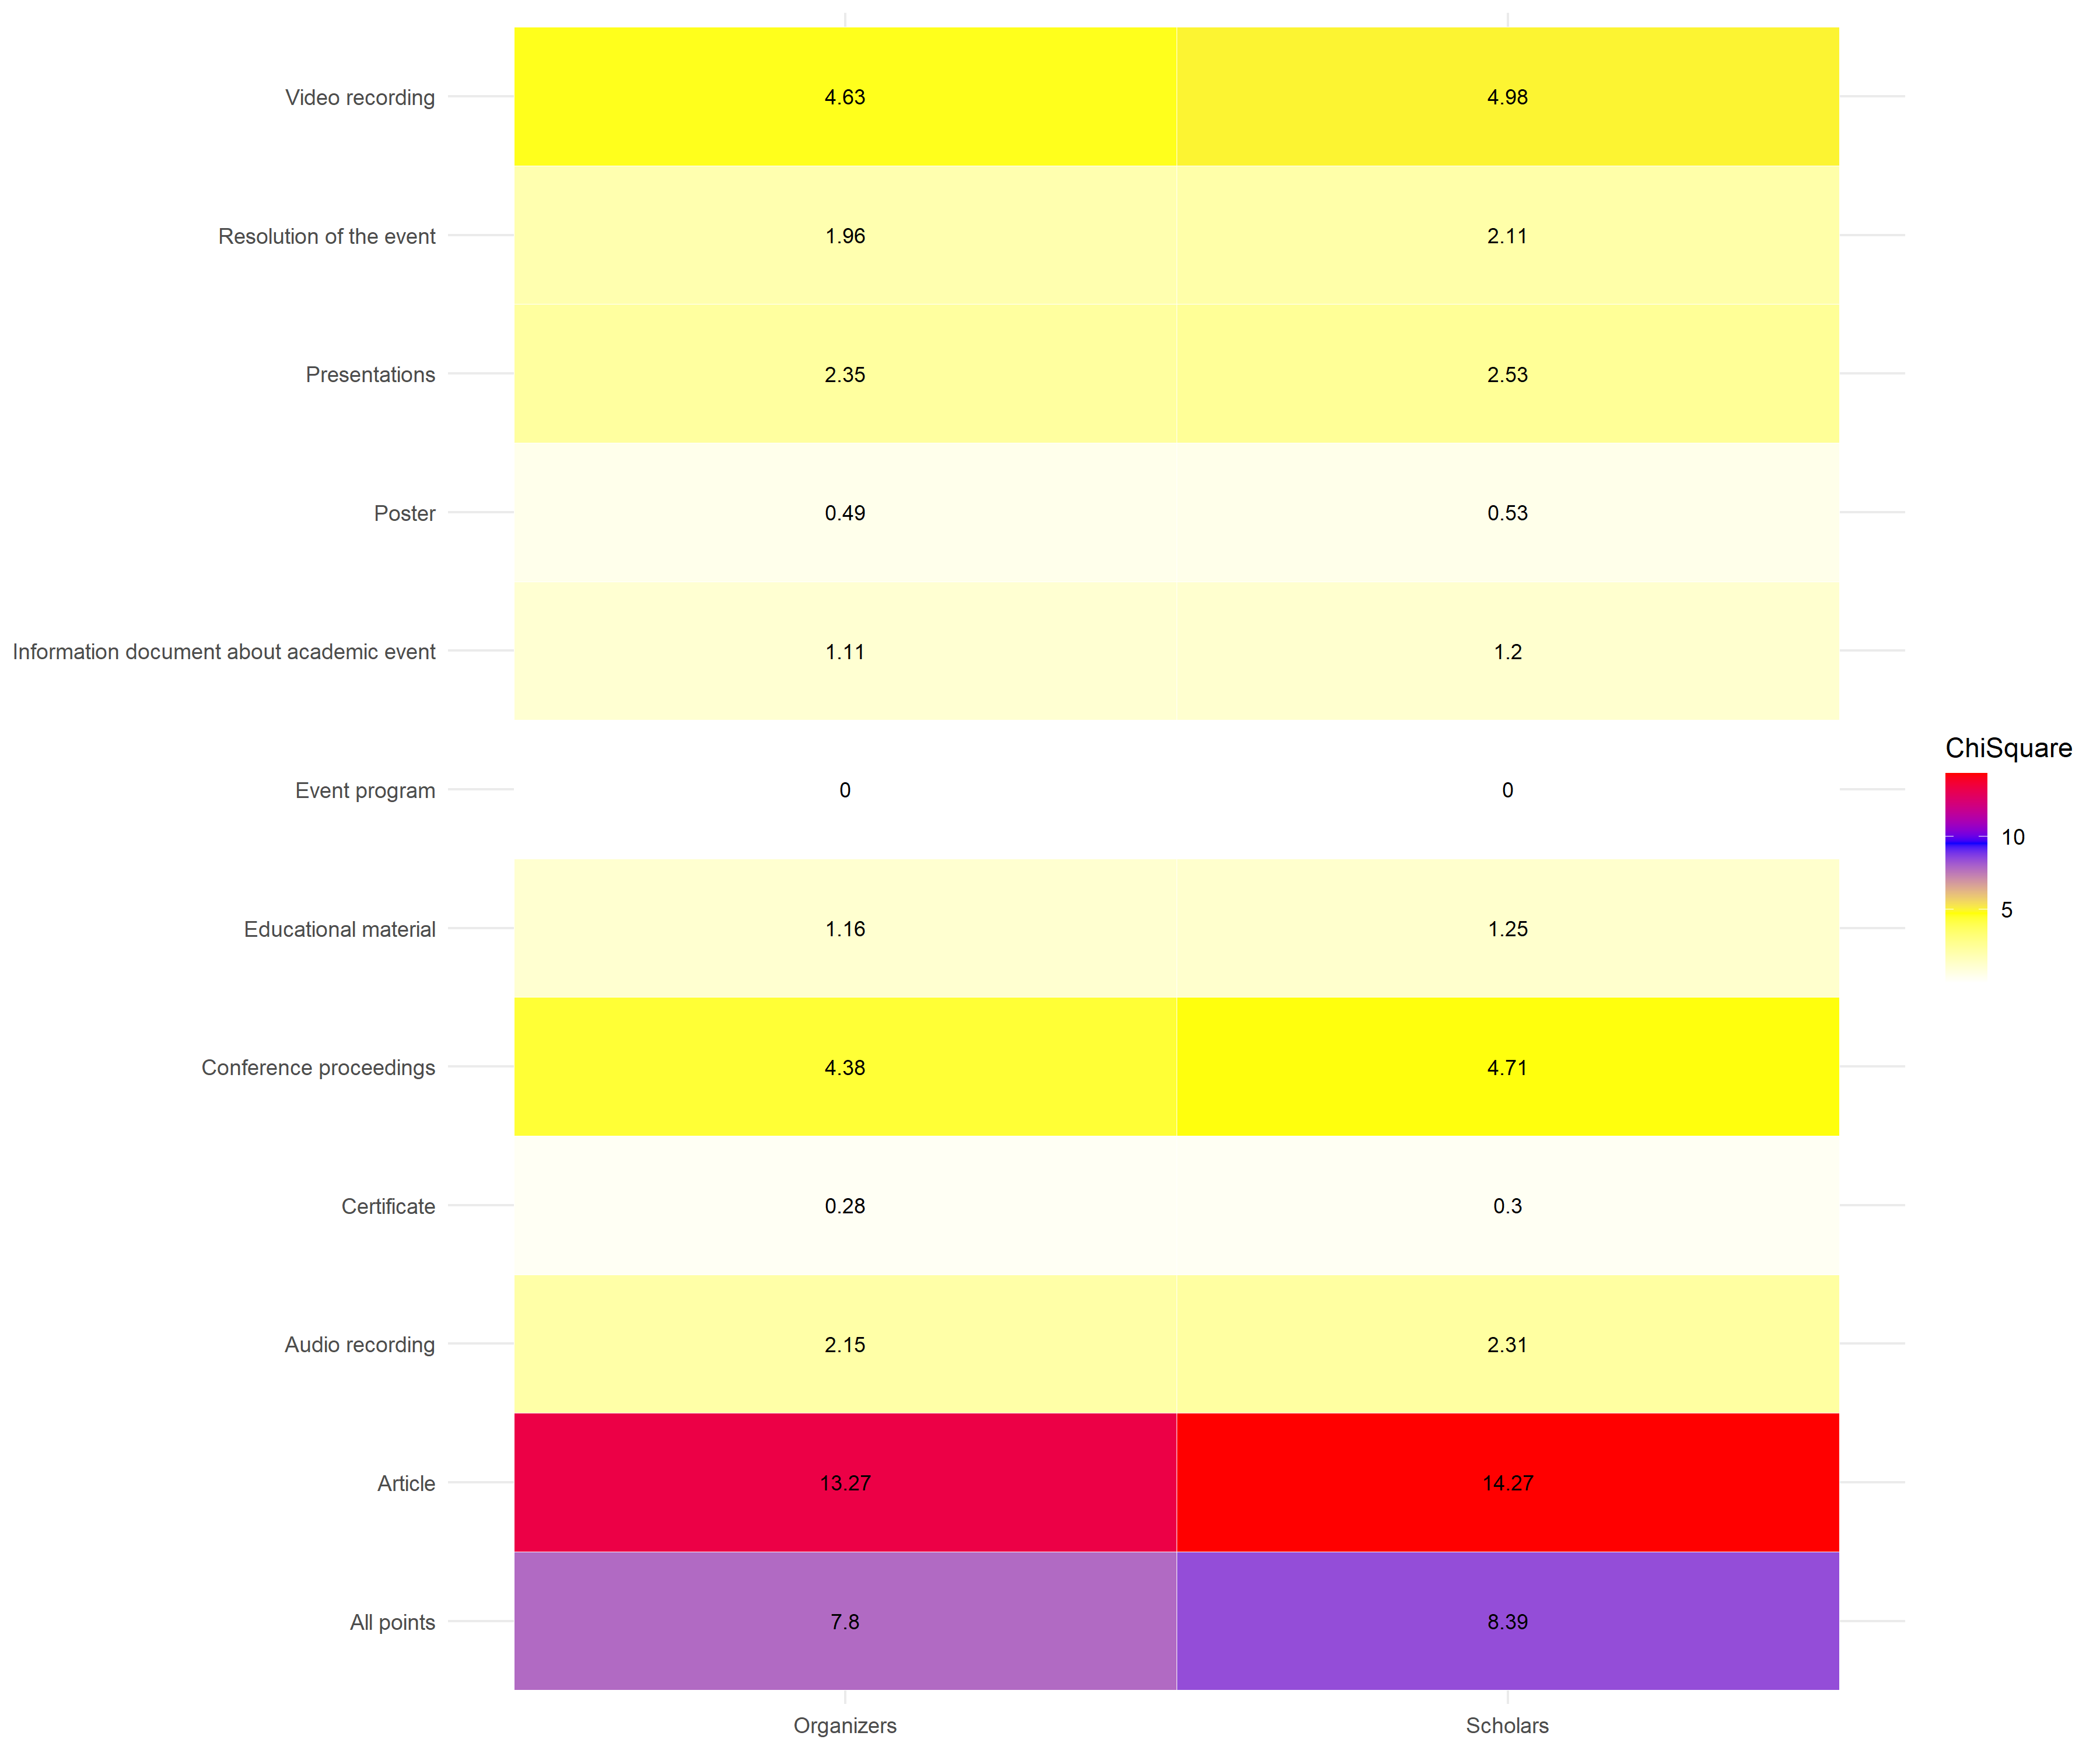 Video recording 4.63 4.98
Resolution of the event 1.96 2.11
Presentations 2.35 2.53
Poster 0.49 0.53
Information document about academic event 1.11 1.2
Event program 0 0
Educational material 1.16 1.25
Conference proceedings 4.38 4.71
Certificate 0.28 0.3
Audio recording 2.15 2.31
Article 13.27 14.27
All points 7.8 8.39
Organizers Scholars
ChiSquare
10
5